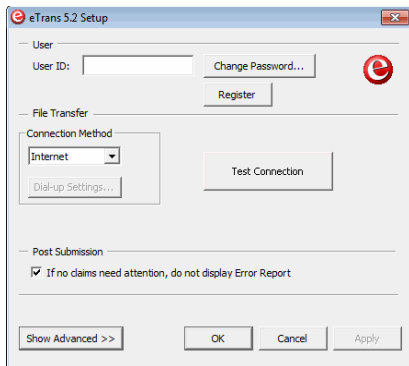 e eTrans 5.2 Setup
User
User ID: Change Password...
e
Register
File Transfer
Connection Method
Internet
Test Connection
Dial-up Settings...
Post Submission
If no claims need attention, do not display Error Report
Show Advanced >> OK Cancel Apply